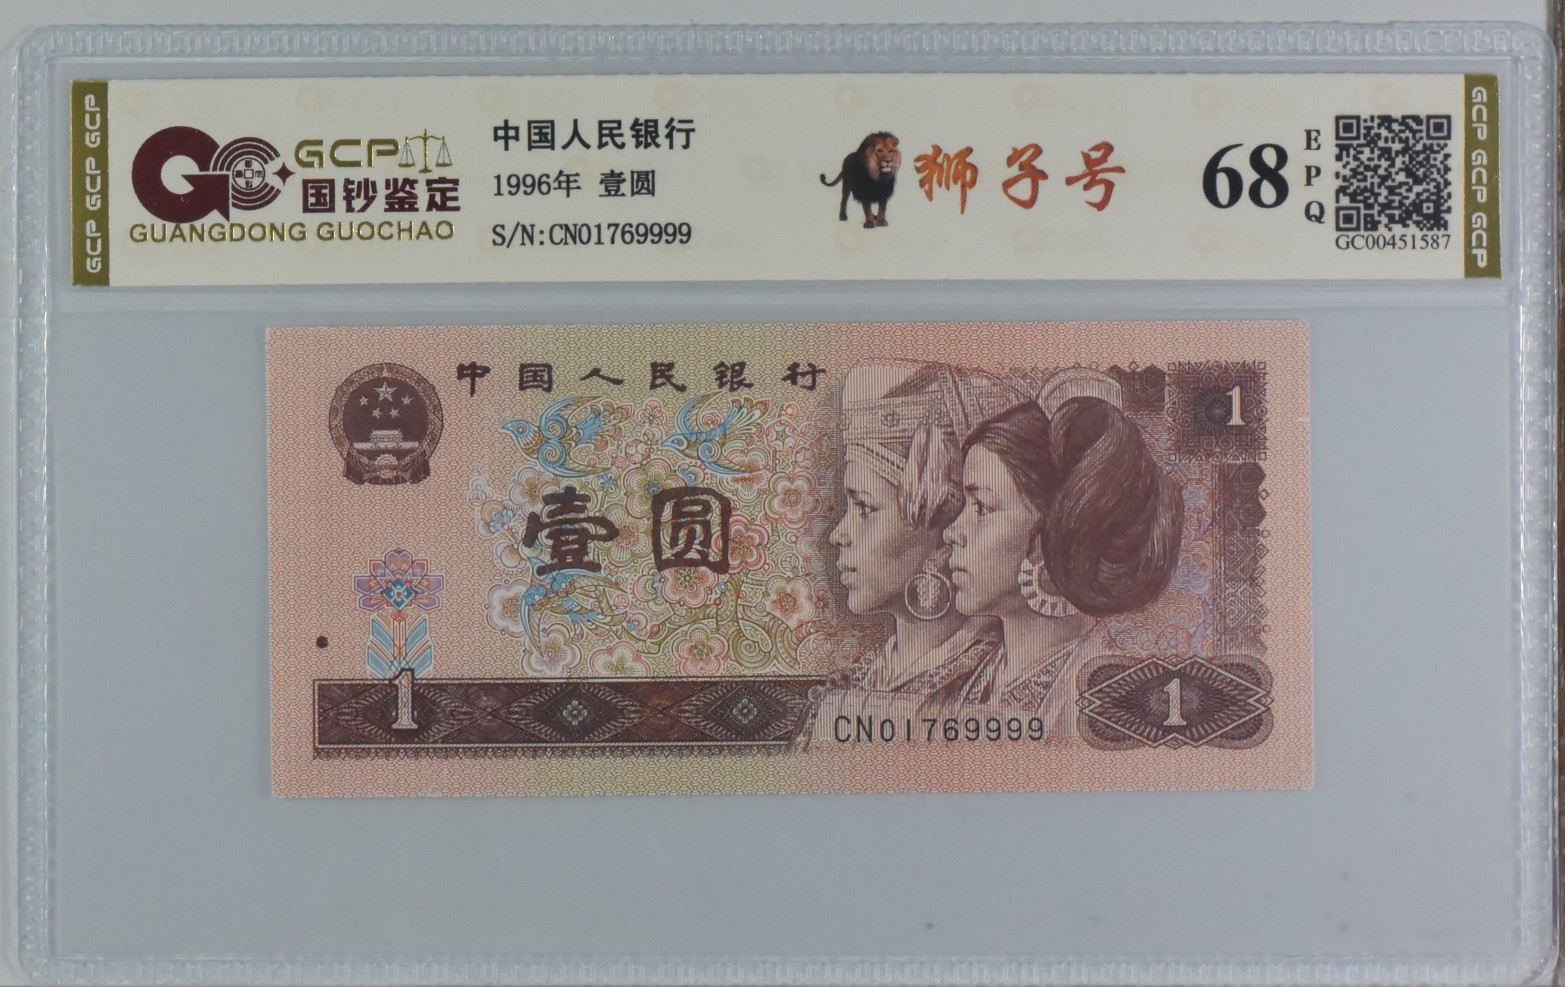 GCP GCP GCP
GCP
国钞鉴定
GUANGDONG GUOCHAO
中国人民银行
1996年 壹圆
S/N:CN01769999
狮子号
68
EPQ
GC00451587
GCP GCP GCP
中国人民银行
1
壹圆
1
CN01769999
1